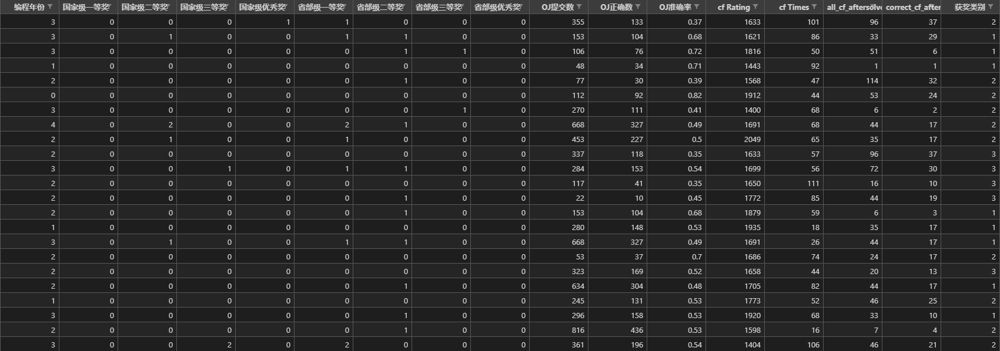 编程年份 国家级一等奖 国家级二等奖 国家级三等奖 国家级优秀奖 省部级一等奖 省部级二等奖 省部级三等奖 省部级优秀奖 OJ提交数 OJ正确数 OJ准确率 cf Rating cf Times all_cf_aftersolve correct_cf_after 获奖类别
3 0 0 0 1 1 0 0 0 355 133 0.37 1633 101 96 37 2
3 0 1 0 0 1 1 0 0 153 104 0.68 1621 86 33 29 1
3 0 0 0 0 0 1 1 0 106 76 0.72 1816 50 51 6 1
1 0 0 0 0 0 0 0 0 48 34 0.71 1443 92 1 1 1
2 0 0 0 0 0 1 0 0 77 30 0.39 1568 47 114 32 2
0 0 0 0 0 0 0 0 0 112 92 0.82 1912 44 53 24 2
3 0 0 0 0 0 0 1 0 270 111 0.41 1400 68 6 2 2
4 0 2 0 0 2 1 0 0 668 327 0.49 1691 68 44 17 2
2 0 1 0 0 1 0 0 0 453 227 0.5 2049 65 35 17 2
2 0 0 0 0 0 0 0 0 337 118 0.35 1633 57 96 37 3
3 0 0 1 0 1 1 0 0 284 153 0.54 1699 56 72 30 3
2 0 0 0 0 0 0 0 0 117 41 0.35 1650 111 16 10 3
2 0 0 0 0 0 1 0 0 22 10 0.45 1772 85 44 19 3
2 0 0 0 0 0 1 0 0 153 104 0.68 1879 59 6 3 1
1 0 0 0 0 0 0 0 0 280 148 0.53 1935 18 35 17 1
3 0 1 0 0 1 1 0 0 668 327 0.49 1691 26 44 17 1
2 0 0 0 0 0 0 0 0 53 37 0.7 1686 74 24 17 2
2 0 0 0 0 0 0 0 0 323 169 0.52 1658 44 20 13 3
2 0 0 0 0 0 1 0 0 634 304 0.48 1705 82 44 17 1
1 0 0 0 0 0 0 0 0 245 131 0.53 1773 52 46 25 2
3 0 0 0 0 0 1 0 0 296 158 0.53 1920 68 33 10 1
2 0 0 0 0 0 1 0 0 816 436 0.53 1598 16 7 4 2
3 0 0 2 0 2 0 0 0 361 196 0.54 1404 106 46 21 2